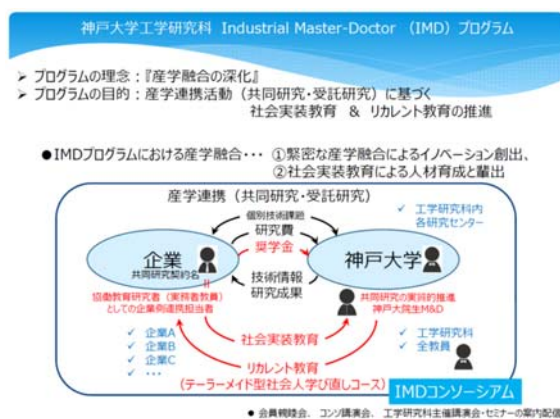 神戸大学工学研究科 Industrial Master-Doctor （IMD）プログラム
➢ プログラムの理念：『産学融合の深化』
➢ プログラムの目的：産学連携活動（共同研究・受託研究）に基づく
社会実装教育 & リカレント教育の推進
●IMDプログラムにおける産学融合･･･ ①緊密な産学融合によるイノベーション創出、
②社会実装教育による人材育成と輩出
産学連携（共同研究・受託研究）
個別技術課題
研究費
奨学金
企業
共同研究契約名
神戸大学
技術情報
研究成果
✓ 工学研究科内
各研究センター
協働教育研究者（実務者教員）
としての企業側連携担当者
共同研究の実質的推進
神戸大院生M&D
社会実装教育
✓ 企業A
✓ 企業B
✓ 企業C
✓ ･･･
✓ 工学研究科
✓ 全教員
リカレント教育
（テーラーメイド型社会人学び直しコース）
IMDコンソーシアム
● 会員親睦会、コンソ講演会、工学研究科主催講演会・セミナーの案内配信